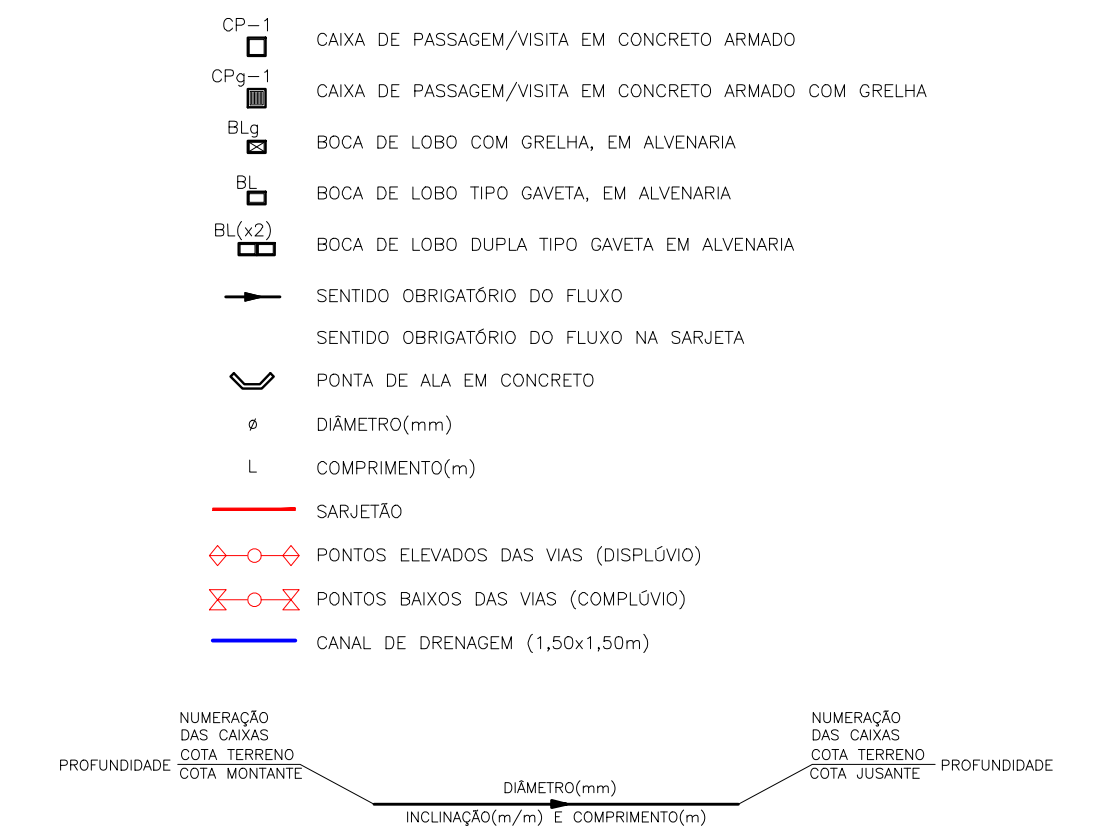 CP-1
CAIXA DE PASSAGEM/VISITA EM CONCRETO ARMADO
CPg-1
CAIXA DE PASSAGEM/VISITA EM CONCRETO ARMADO COM GRELHA
BLg
BOCA DE LOBO COM GRELHA, EM ALVENARIA
BL
BOCA DE LOBO TIPO GAVETA, EM ALVENARIA
BL(x2)
BOCA DE LOBO DUPLA TIPO GAVETA EM ALVENARIA
SENTIDO OBRIGATÓRIO DO FLUXO
SENTIDO OBRIGATÓRIO DO FLUXO NA SARJETA
PONTA DE ALA EM CONCRETO
ø DIÂMETRO(mm)
L COMPRIMENTO(m)
SARJETÃO
PONTOS ELEVADOS DAS VIAS (DISPLÚVIO)
PONTOS BAIXOS DAS VIAS (COMPLÚVIO)
CANAL DE DRENAGEM (1,50x1,50m)
NUMERAÇÃO
DAS CAIXAS
COTA TERRENO
PROFUNDIDADE
COTA MONTANTE
DIÂMETRO(mm)
INCLINAÇÃO(m/m) E COMPRIMENTO(m)
NUMERAÇÃO
DAS CAIXAS
COTA TERRENO
PROFUNDIDADE
COTA JUSANTE